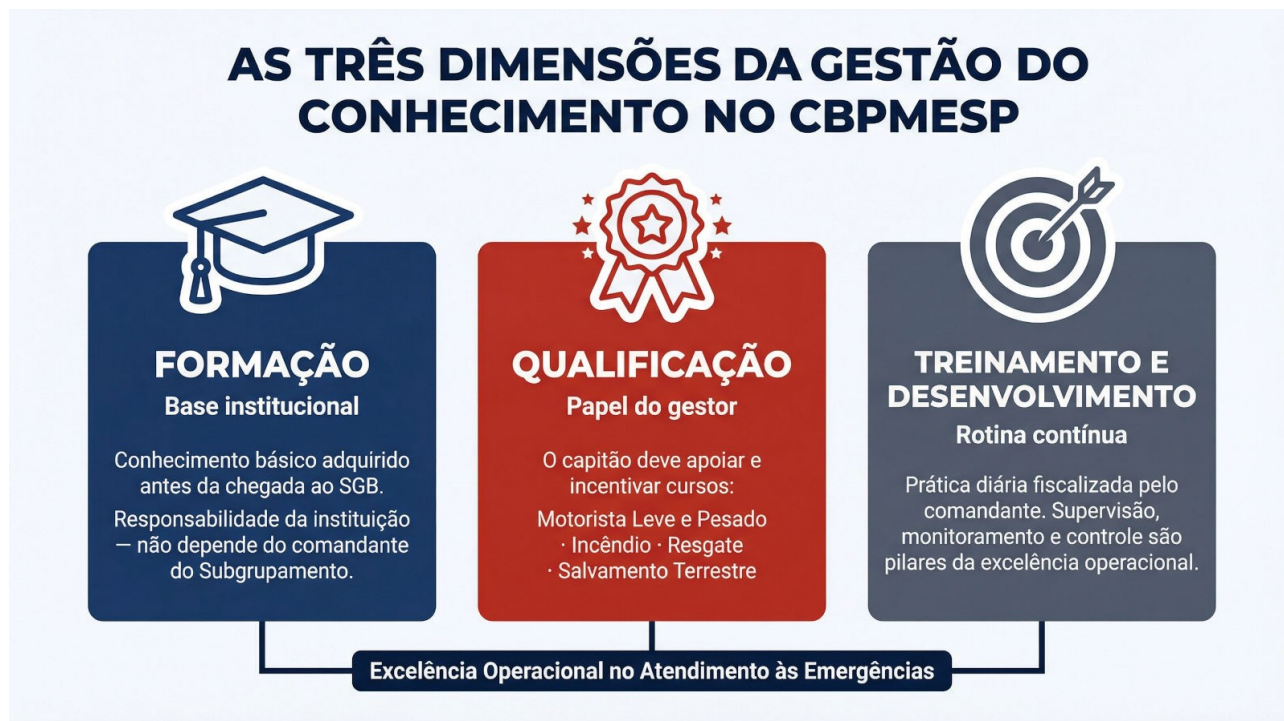 AS TRÊS DIMENSÕES DA GESTÃO DO
CONHECIMENTO NO CBPMESP
FORMAÇÃO
Base institucional
Conhecimento básico adquirido
antes da chegada ao SGB.
Responsabilidade da instituição
— não depende do comandante
do Subgrupamento.
QUALIFICAÇÃO
Papel do gestor
O capitão deve apoiar e
incentivar cursos:
Motorista Leve e Pesado
· Incêndio · Resgate
· Salvamento Terrestre
TREINAMENTO E
DESENVOLVIMENTO
Rotina contínua
Prática diária fiscalizada pelo
comandante. Supervisão,
monitoramento e controle são
pilares da excelência operacional.
Excelência Operacional no Atendimento às Emergências